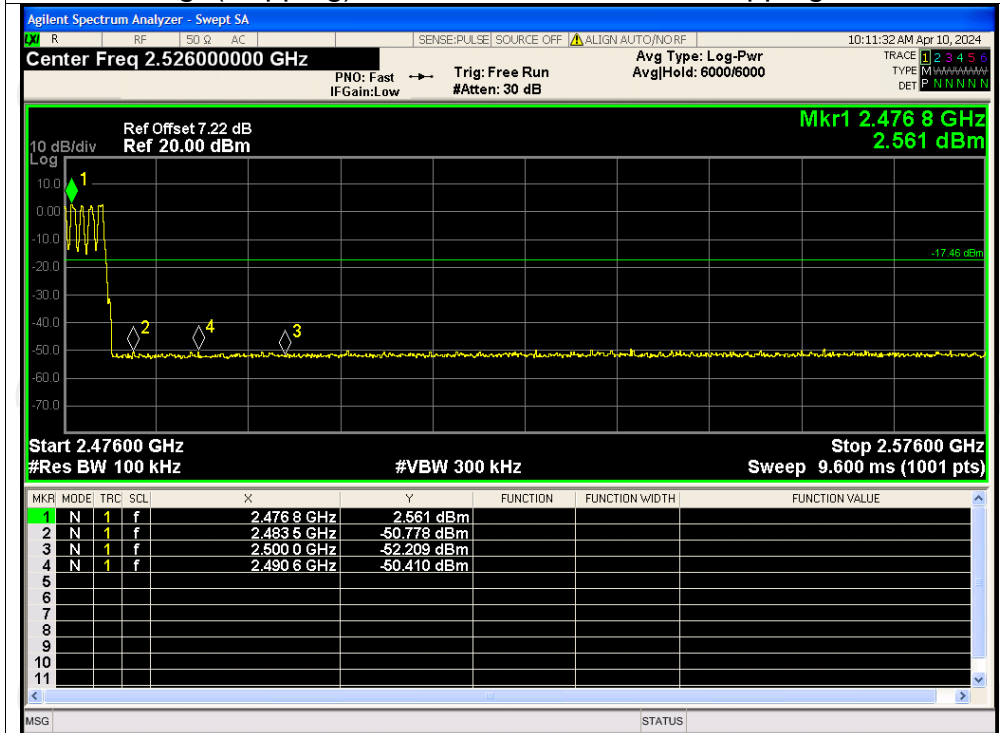 Agilent Spectrum Analyzer - Swept SA
LXI R RF 50 Ω AC SENSE:PULSE SOURCE OFF ALIGN AUTO/NO RF 10:11:32 AM Apr 10, 2024
Center Freq 2.526000000 GHz
PNO: Fast
IFGain:Low
Trig: Free Run
#Atten: 30 dB
Avg Type: Log-Pwr
Avg|Hold: 6000/6000
TRACE 1 2 3 4 5 6
TYPE M
DET P N N N N N
Mkr1 2.476 8 GHz
2.561 dBm
Ref Offset 7.22 dB
10 dB/div Ref 20.00 dBm
Log
10.0
0.00
-10.0
-20.0
-30.0
-40.0
-50.0
-60.0
-70.0
1
-17.46 dBm
2
4
3
Start 2.47600 GHz Stop 2.57600 GHz
#Res BW 100 kHz #VBW 300 kHz Sweep 9.600 ms (1001 pts)
MKR MODE TRC SCL X Y FUNCTION FUNCTION WIDTH FUNCTION VALUE
1 N 1 f 2.476 8 GHz 2.561 dBm
2 N 1 f 2.483 5 GHz -50.778 dBm
3 N 1 f 2.500 0 GHz -52.209 dBm
4 N 1 f 2.490 6 GHz -50.410 dBm
5
6
7
8
9
10
11
MSG STATUS